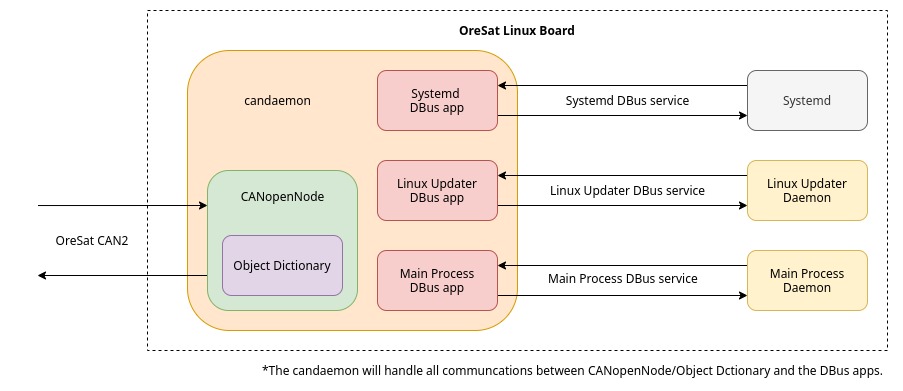 OreSat Linux Board
candaemon
Systemd
DBus app
Systemd DBus service
Systemd
CANopenNode
Linux Updater
DBus app
Linux Updater DBus service
Linux Updater
Daemon
OreSat CAN2
Object Dictionary
Main Process
DBus app
Main Process DBus service
Main Process
Daemon
*The candaemon will handle all communcations between CANopenNode/Object Dctionary and the DBus apps.